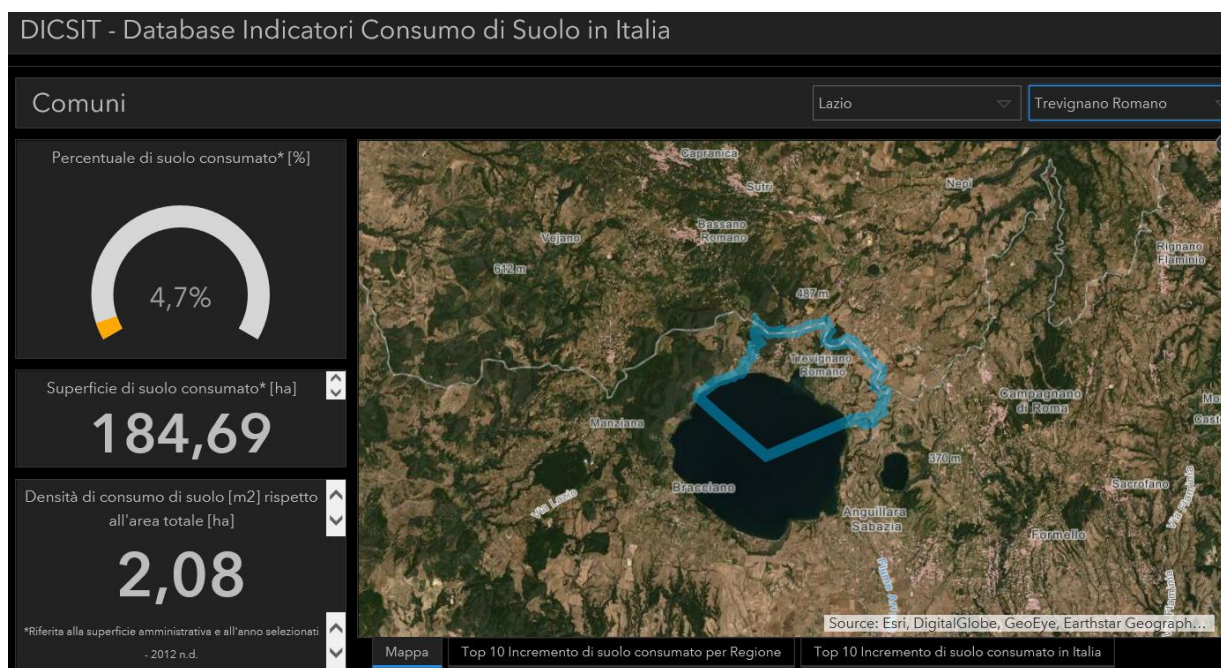 DICSIT - Database Indicatori Consumo di Suolo in Italia
Comuni
Lazio
Trevignano Romano
Percentuale di suolo consumato* [%]
4,7%
Superficie di suolo consumato* [ha]
184,69
Densità di consumo di suolo [m2] rispetto
all'area totale [ha]
2,08
*Riferita alla superficie amministrativa e all'anno selezionati
- 2012 n.d.
Capranica
Sutri
Nepi
Bassano
Romano
Vejano
Rignano
Flaminio
612 m
487 m
Trevignano
Romano
Campagnano
di Roma
Manziana
370 m
Bracciano
Sacrofano
Via Lazio
Anguillara
Sabazia
Formello
Via Flaminia
Source: Esri, DigitalGlobe, GeoEye, Earthstar Geograph...
Mappa
Top 10 Incremento di suolo consumato per Regione
Top 10 Incremento di suolo consumato in Italia